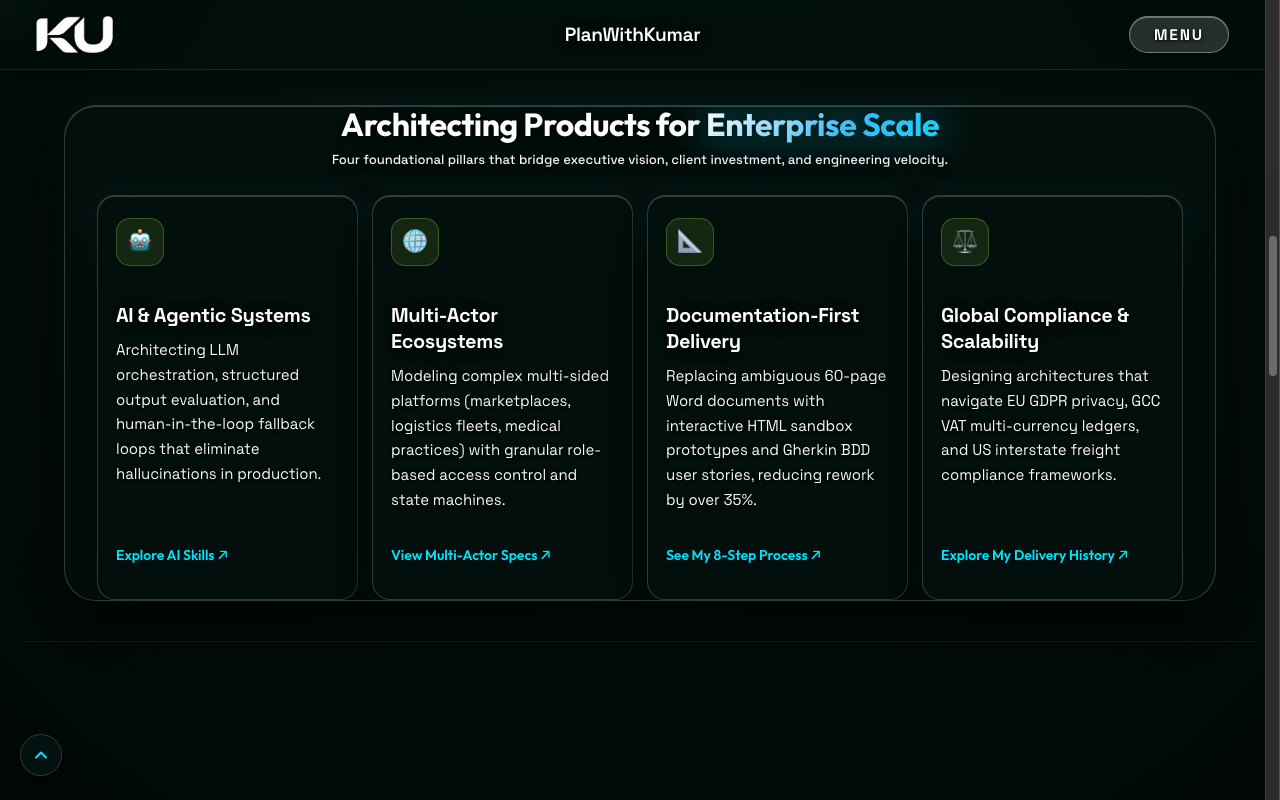 KU
PlanWithKumar
MENU
Architecting Products for Enterprise Scale
Four foundational pillars that bridge executive vision, client investment, and engineering velocity.
AI & Agentic Systems
Architecting LLM
orchestration, structured
output evaluation, and
human-in-the-loop fallback
loops that eliminate
hallucinations in production.
Explore AI Skills ↗
Multi-Actor
Ecosystems
Modeling complex multi-sided
platforms (marketplaces,
logistics fleets, medical
practices) with granular role-
based access control and
state machines.
View Multi-Actor Specs ↗
Documentation-First
Delivery
Replacing ambiguous 60-page
Word documents with
interactive HTML sandbox
prototypes and Gherkin BDD
user stories, reducing rework
by over 35%.
See My 8-Step Process ↗
Global Compliance &
Scalability
Designing architectures that
navigate EU GDPR privacy, GCC
VAT multi-currency ledgers,
and US interstate freight
compliance frameworks.
Explore My Delivery History ↗